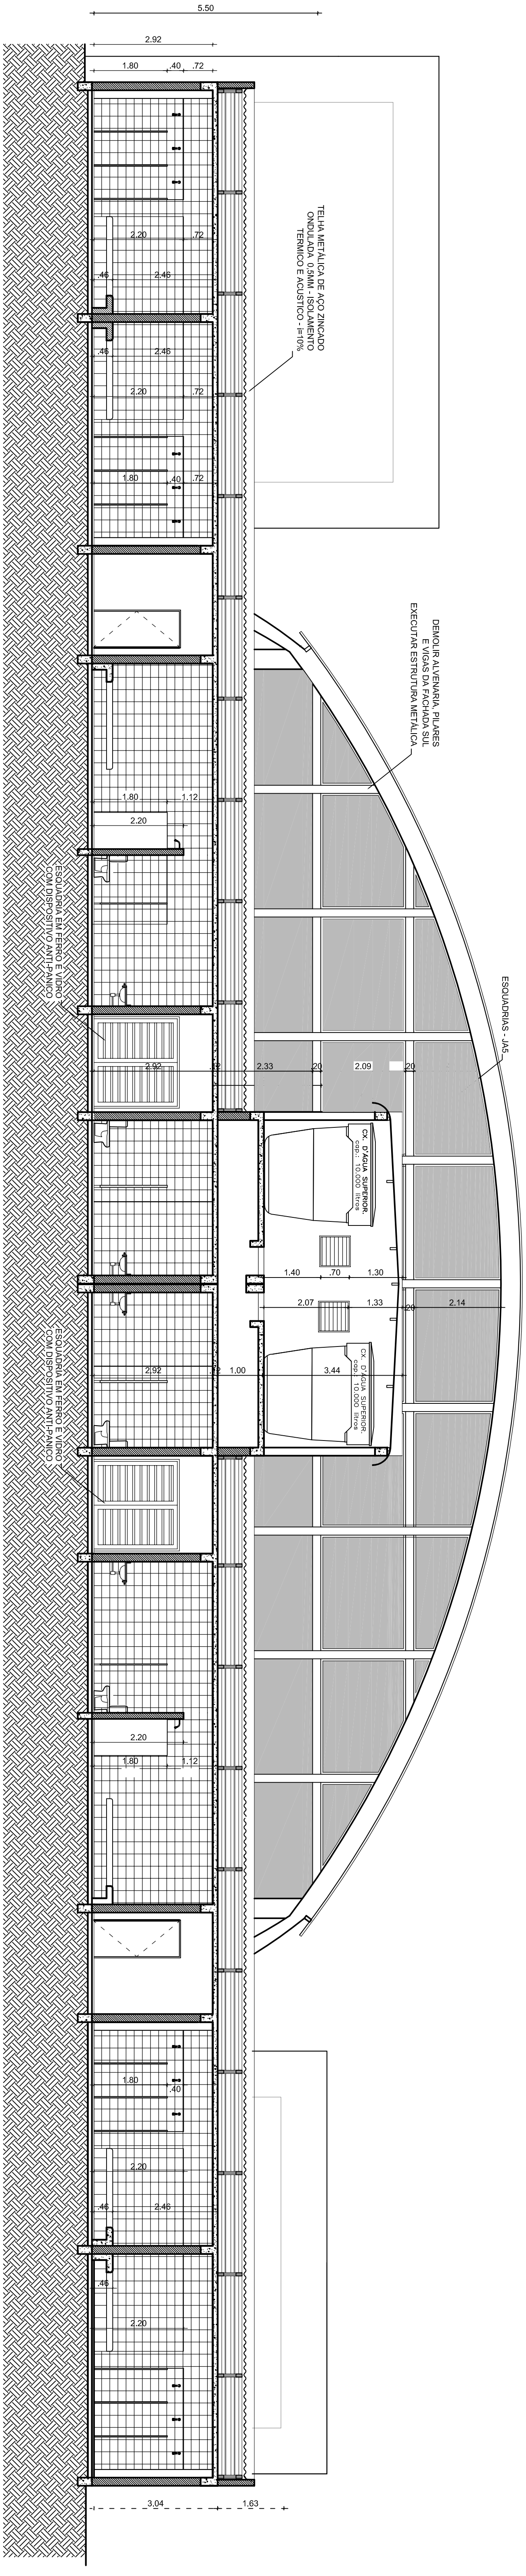 5.50
2.92
1.80 .40 .72
2.20 .72
.46 2.46
.46 2.46
2.20 .72
1.80 .40 .72
TELHA METÁLICA DE AÇO ZINCADO
ONDULADA 0,5MM - ISOLAMENTO
TERMICO E ACUSTICO - i=10%
DEMOLIR ALVENARIA, PILARES
E VIGAS DA FACHADA SUL
EXECUTAR ESTRUTURA METÁLICA
1.80 1.12
2.20
ESQUADRIA EM FERRO E VIDRO
COM DISPOSITIVO ANTI-PANICO
ESQUADRIAS - JA5
2.92 .12 2.33 .20 2.09 .20
CX. D'ÁGUA SUPERIOR.
cap.: 10.000 litros
1.40 .70 1.30
2.07 1.33 .20 2.14
CX. D'ÁGUA SUPERIOR.
cap.: 10.000 litros
2.92 .12 1.00 3.44
ESQUADRIA EM FERRO E VIDRO
COM DISPOSITIVO ANTI-PANICO
2.20
1.80 1.12
1.80 .40
2.20
.46 2.46
.46
2.20
3.04 1.63